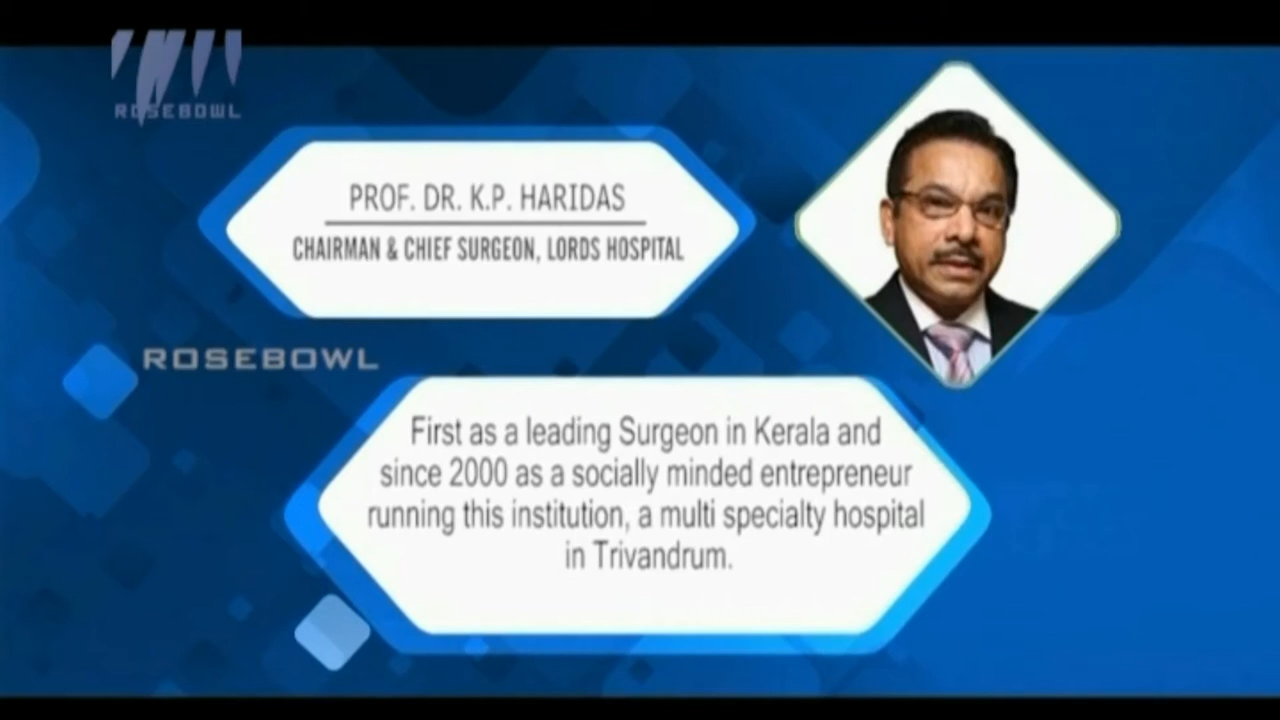 ROSEBOWL
PROF. DR. K.P. HARIDAS
CHAIRMAN & CHIEF SURGEON, LORDS HOSPITAL
ROSEBOWL
First as a leading Surgeon in Kerala and
since 2000 as a socially minded entrepreneur
running this institution, a multi specialty hospital
in Trivandrum.